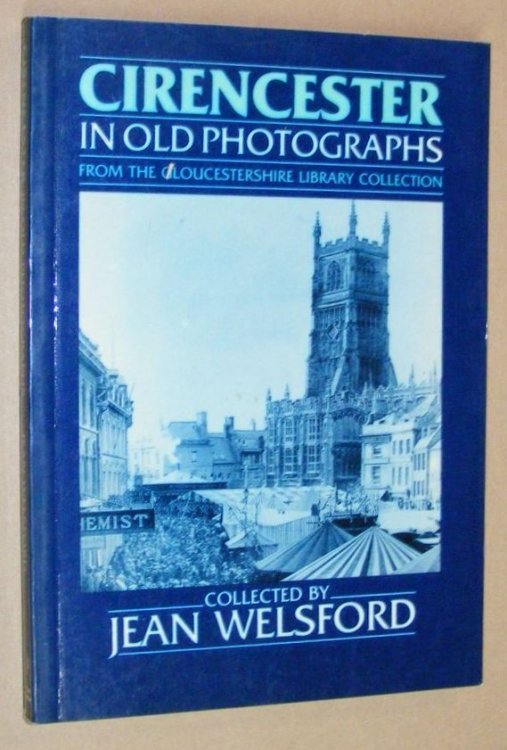 CIRENCESTER
IN OLD PHOTOGRAPHS
FROM THE GLOUCESTERSHIRE LIBRARY COLLECTION
HEMIST
COLLECTED BY
JEAN WELSFORD